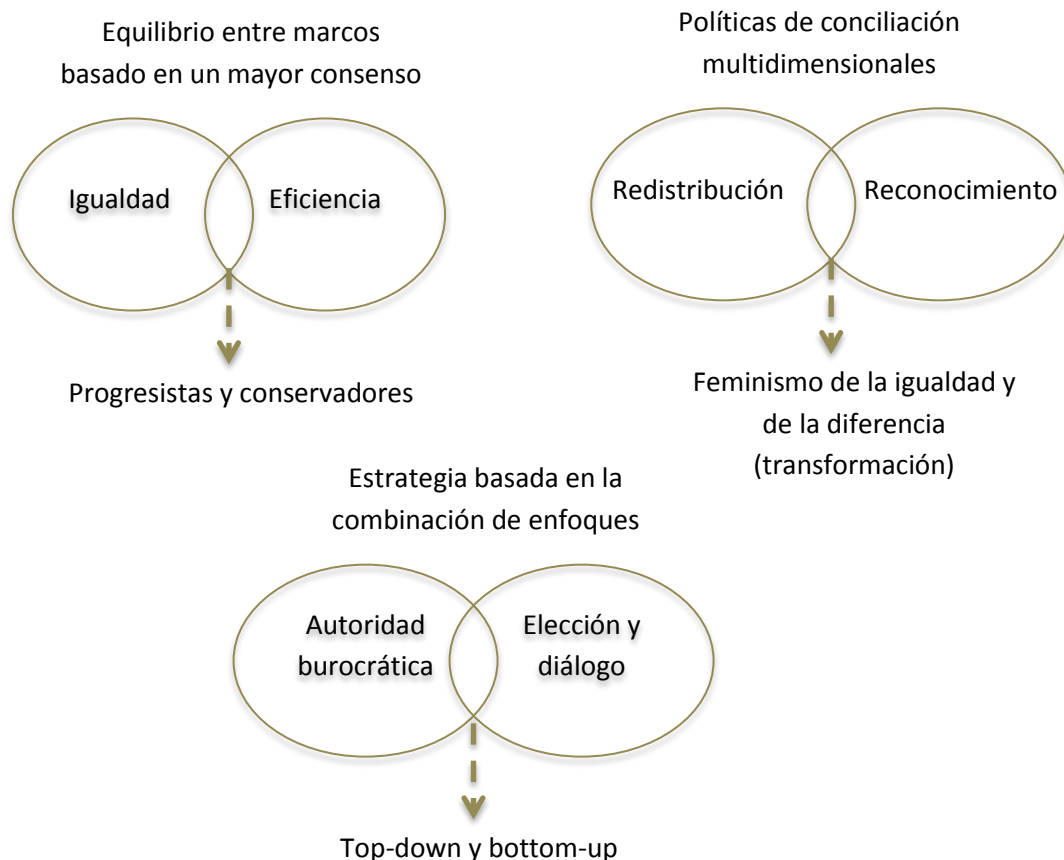 Equilibrio entre marcos
basado en un mayor consenso
Igualdad
Eficiencia
Progresistas y conservadores
Políticas de conciliación
multidimensionales
Redistribución
Reconocimiento
Feminismo de la igualdad y
de la diferencia
(transformación)
Estrategia basada en la
combinación de enfoques
Autoridad
burocrática
Elección y
diálogo
Top-down y bottom-up